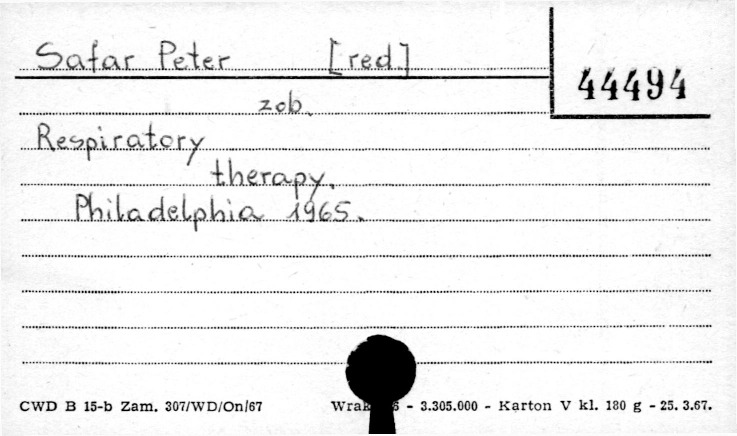 Safar Peter [red.]
44494
zob.
Respiratory
therapy.
Philadelphia 1965.
CWD B 15-b Zam. 307/WD/On/67 - 3.305.000 - Karton V kl. 180 g - 25. 3.67.